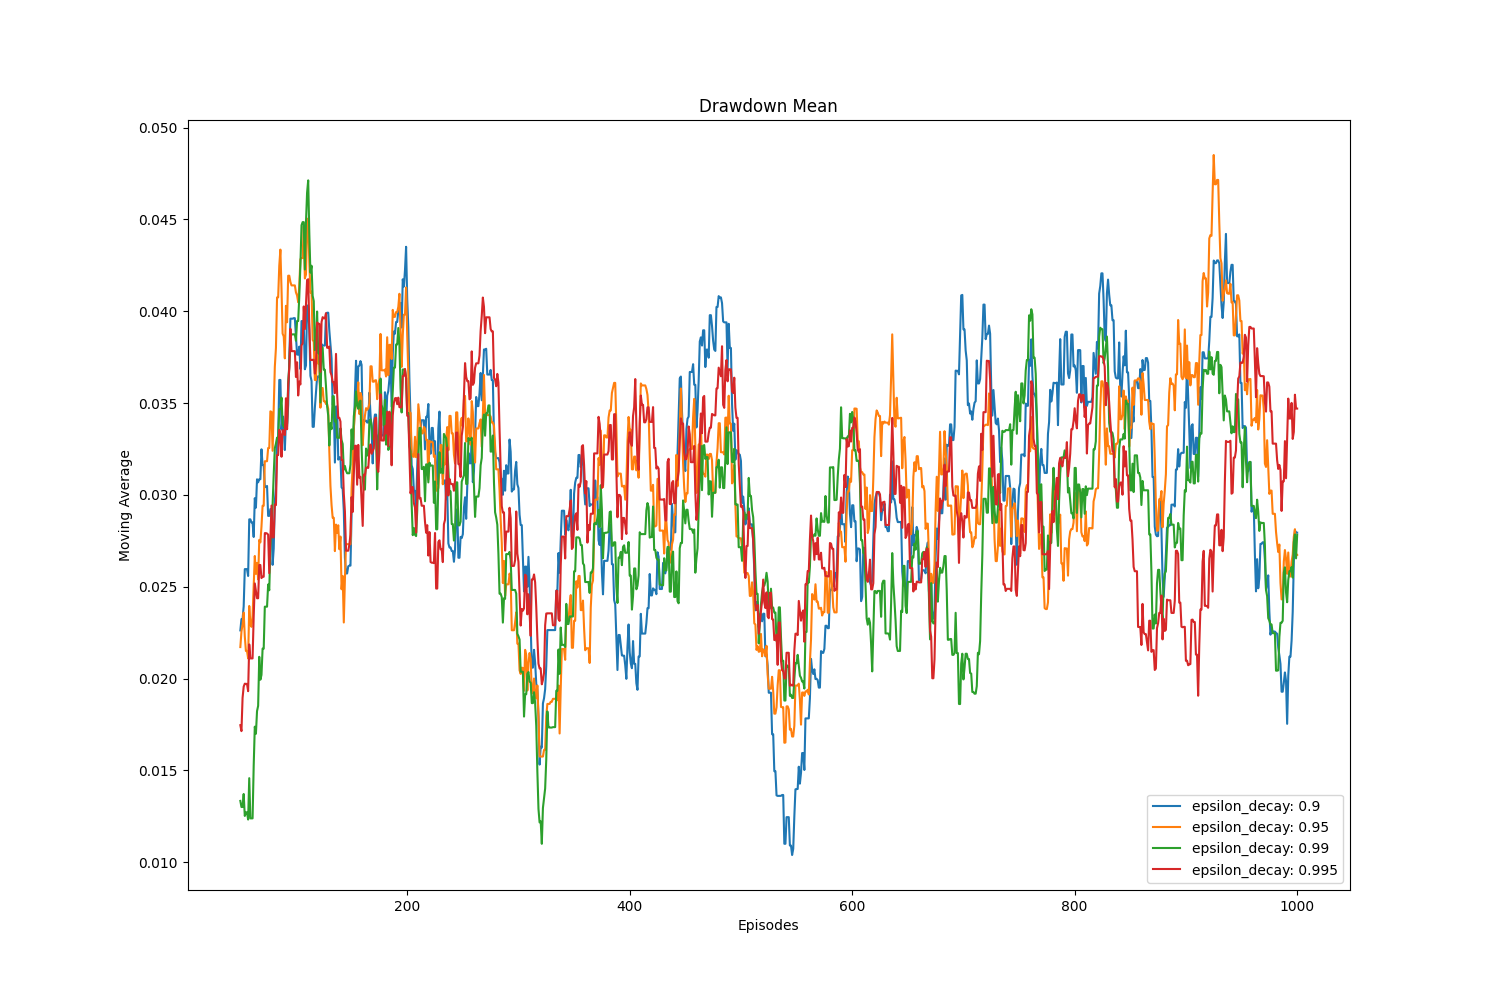 Drawdown Mean
Moving Average
0.050
0.045
0.040
0.035
0.030
0.025
0.020
0.015
0.010
200
400
600
800
1000
Episodes
epsilon_decay: 0.9
epsilon_decay: 0.95
epsilon_decay: 0.99
epsilon_decay: 0.995